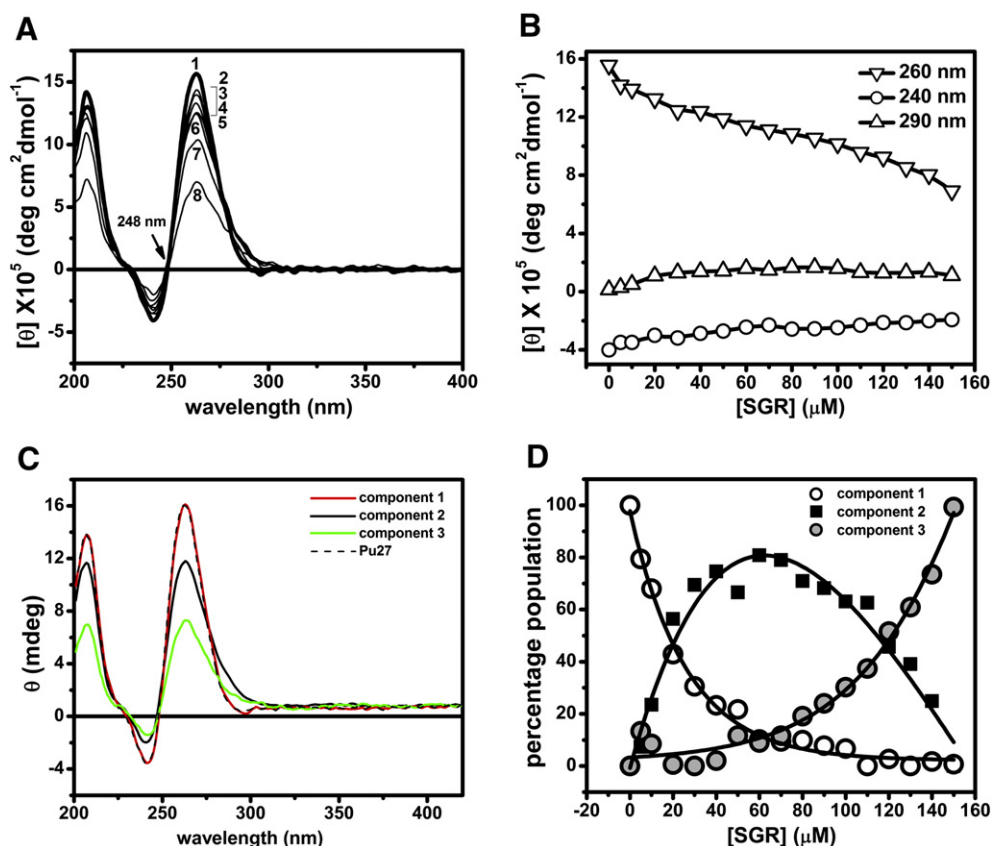 A
[θ] X10⁵ (deg cm²dmol⁻¹)
15
10
5
0
-5
200
250
300
350
400
wavelength (nm)
248 nm
1
2
3
4
5
6
7
8
B
[θ] X 10⁵ (deg cm²dmol⁻¹)
16
12
8
4
0
-4
0
20
40
60
80
100
120
140
160
[SGR] (μM)
260 nm
240 nm
290 nm
C
θ (mdeg)
16
12
8
4
0
-4
200
250
300
350
400
wavelength (nm)
component 1
component 2
component 3
Pu27
D
percentage population
100
80
60
40
20
0
-20
0
20
40
60
80
100
120
140
160
[SGR] (μM)
component 1
component 2
component 3